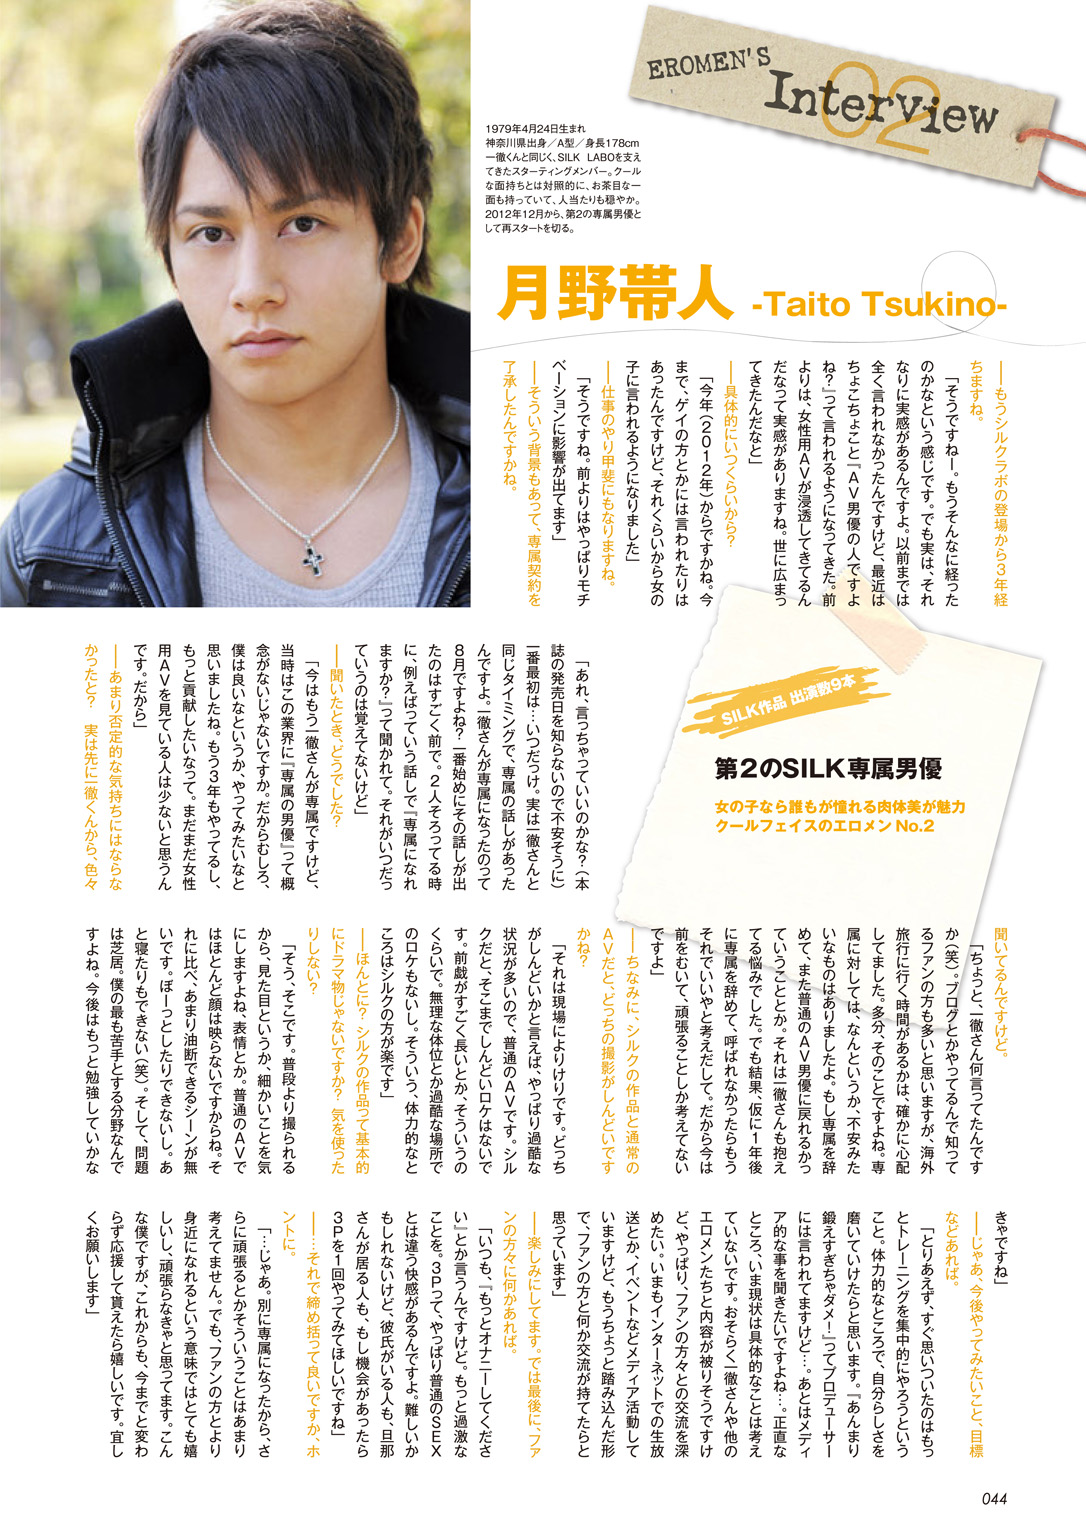 EROMEN'S
02
Interview
1979年4月24日生まれ
神奈川県出身／A型／身長178cm
一徹くんと同じく、SILK LABOを支え
てきたスターティングメンバー。クール
な面持ちとは対照的に、お茶目な一
面も持っていて、人当たりも穏やか。
2012年12月から、第2の専属男優と
して再スタートを切る。
月野帯人 -Taito Tsukino-
──もうシルクラボの登場から3年経
ちますね。
「そうですねー。もうそんなに経った
のかなという感じです。でも実は、それ
なりに実感があるんですよ。以前までは
全く言われなかったんですけど、最近は
ちょこちょこと『AV男優の人ですよ
ね？』って言われるようになってきた。前
よりは、女性用AVが浸透してきてるん
だなって実感がありますね。世に広まっ
てきたんだなと」
──具体的にいつくらいから？
「今年（2012年）からですかね。今
まで、ゲイの方とかには言われたりは
あったんですけど、それくらいから女の
子に言われるようになりました」
──仕事のやり甲斐にもなりますね。
「そうですね。前よりはやっぱりモチ
ベーションに影響が出てます」
──そういう背景もあって、専属契約を
了承したんですかね。
SILK作品 出演数9本
第2のSILK専属男優
女の子なら誰もが憧れる肉体美が魅力
クールフェイスのエロメン No.2
「あれ、言っちゃっていいのかな？（本
誌の発売日を知らないので不安そうに）
一番最初は…いつだっけ。実は一徹さんと
同じタイミングで、専属の話しがあった
んですよ。一徹さんが専属になったのって
8月ですよね？一番始めにその話しが出
たのはすごく前で。2人そろってる時
に、例えばっていう話しで『専属になれ
ますか？』って聞かれて。それがいつだっ
ていうのは覚えてないけど」
──聞いたとき、どうでした？
「今はもう一徹さんが専属ですけど、
当時はこの業界に『専属の男優』って概
念がないじゃないですか。だからむしろ、
僕は良いなというか、やってみたいなと
思いましたね。もう3年もやってるし、
もっと貢献したいなって。まだまだ女性
用AVを見ている人は少ないと思うん
です。だから」
──あまり否定的な気持ちにはならな
かったと？　実は先に一徹くんから、色々
聞いてるんですけど。
「ちょっと、一徹さん何言ってたんです
か（笑）。ブログとかやってるんで知って
るファンの方も多いと思いますが、海外
旅行に行く時間があるかは、確かに心配
してました。多分、そのことですよね。専
属に対しては、なんというか、不安みた
いなものはありましたよ。もし専属を辞
めて、また普通のAV男優に戻れるかっ
ていうこととか。それは一徹さんも抱え
てる悩みでした。でも結果、仮に1年後
に専属を辞めて、呼ばれなかったらもう
それでいいやと考えだして。だから今は
前をむいて、頑張ることしか考えてない
ですよ」
──ちなみに、シルクの作品と通常の
AVだと、どっちの撮影がしんどいです
かね？
「それは現場によりけりです。どっち
がしんどいかと言えば、やっぱり過酷な
状況が多いので、普通のAVです。シル
クだと、そこまでしんどいロケはないで
す。前戯がすごく長いとか、そういうの
くらいで。無理な体位とか過酷な場所で
のロケもないし。そういう、体力的なと
ころはシルクの方が楽です」
──ほんとに？シルクの作品って基本的
にドラマ物じゃないですか？ 気を使った
りしない？
「そう、そこです。普段より撮られる
から、見た目というか、細かいことを気
にしますよね、表情とか。普通のAVで
はほとんど顔は映らないですからね。そ
れに比べ、あまり油断できるシーンが無
いです。ぼーっとしたりできないし。あ
と寝たりもできない（笑）。そして、問題
は芝居。僕の最も苦手とする分野なんで
すよね。今後はもっと勉強していかな
きゃですね」
──じゃあ、今後やってみたいこと、目標
などあれば。
「とりあえず、すぐ思いついたのはもっ
とトレーニングを集中的にやろうという
こと。体力的なところで、自分らしさを
磨いていけたらと思います。『あんまり
鍛えすぎちゃダメ！』ってプロデューサー
には言われてますけど…。あとはメディ
ア的な事を聞きたいですよね…。正直な
ところ、いま現状は具体的なことは考え
ていないです。おそらく一徹さんや他の
エロメンたちと内容が被りそうですけ
ど、やっぱり、ファンの方々との交流を深
めたい。いまもインターネットでの生放
送とか、イベントなどメディア活動して
いますけど、もうちょっと踏み込んだ形
で、ファンの方と何か交流が持てたらと
思っています」
──楽しみにしてます。では最後に、ファ
ンの方々に何かあれば。
「いつも、『もっとオナニーしてくださ
い』とか言うんですけど。もっと過激な
ことを。3Pって、やっぱり普通のSEX
とは違う快感があるんですよ。難しいか
もしれないけど、彼氏がいる人も、旦那
さんが居る人も、もし機会があったら
3Pを1回やってみてほしいですね」
──…それで締め括って良いですか、ホ
ントに。
「…じゃあ。別に専属になったから、さ
らに頑張るとかそういうことはあまり
考えてません。でも、ファンの方とより
身近になれるという意味ではとても嬉
しいし、頑張らなきゃと思ってます。こん
な僕ですが、これからも、今までと変わ
らず応援して貰えたら嬉しいです。宜し
くお願いします」
044